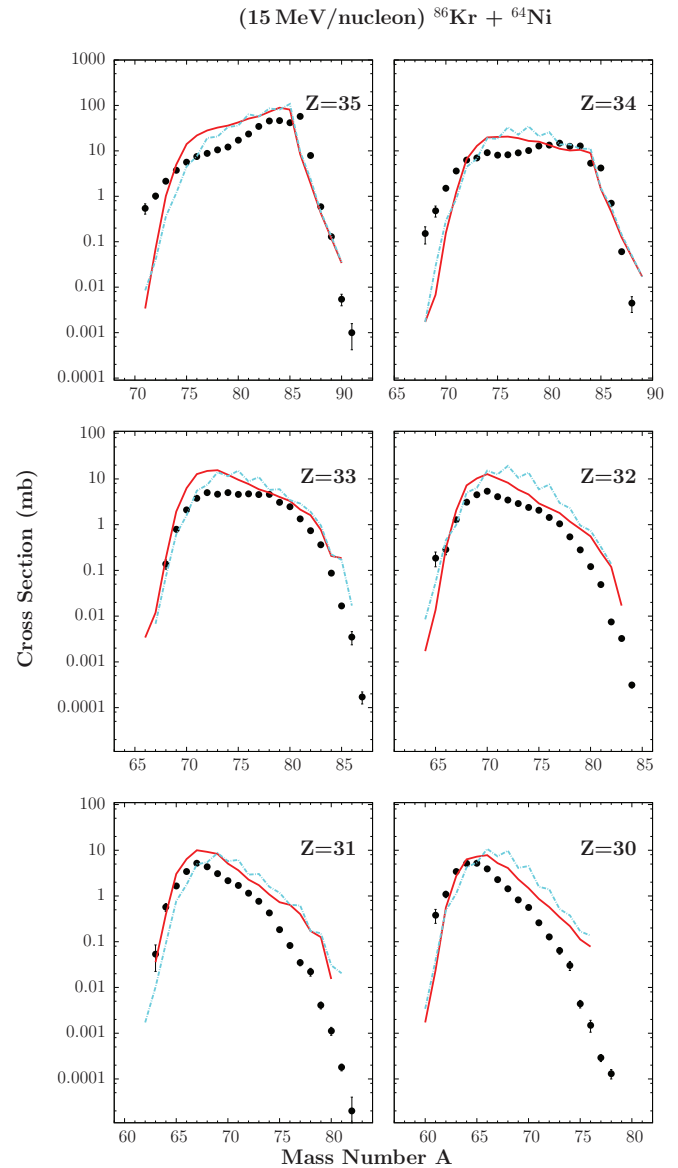 (15 MeV/nucleon) ⁸⁶Kr + ⁶⁴Ni
1000
100
10
1
0.1
0.01
0.001
0.0001
Z=35
Z=34
70 75 80 85 90
65 70 75 80 85 90
100
10
1
0.1
0.01
0.001
0.0001
Z=33
Z=32
65 70 75 80 85
65 70 75 80 85
Cross Section (mb)
100
10
1
0.1
0.01
0.001
0.0001
Z=31
Z=30
60 65 70 75 80
60 65 70 75 80
Mass Number A